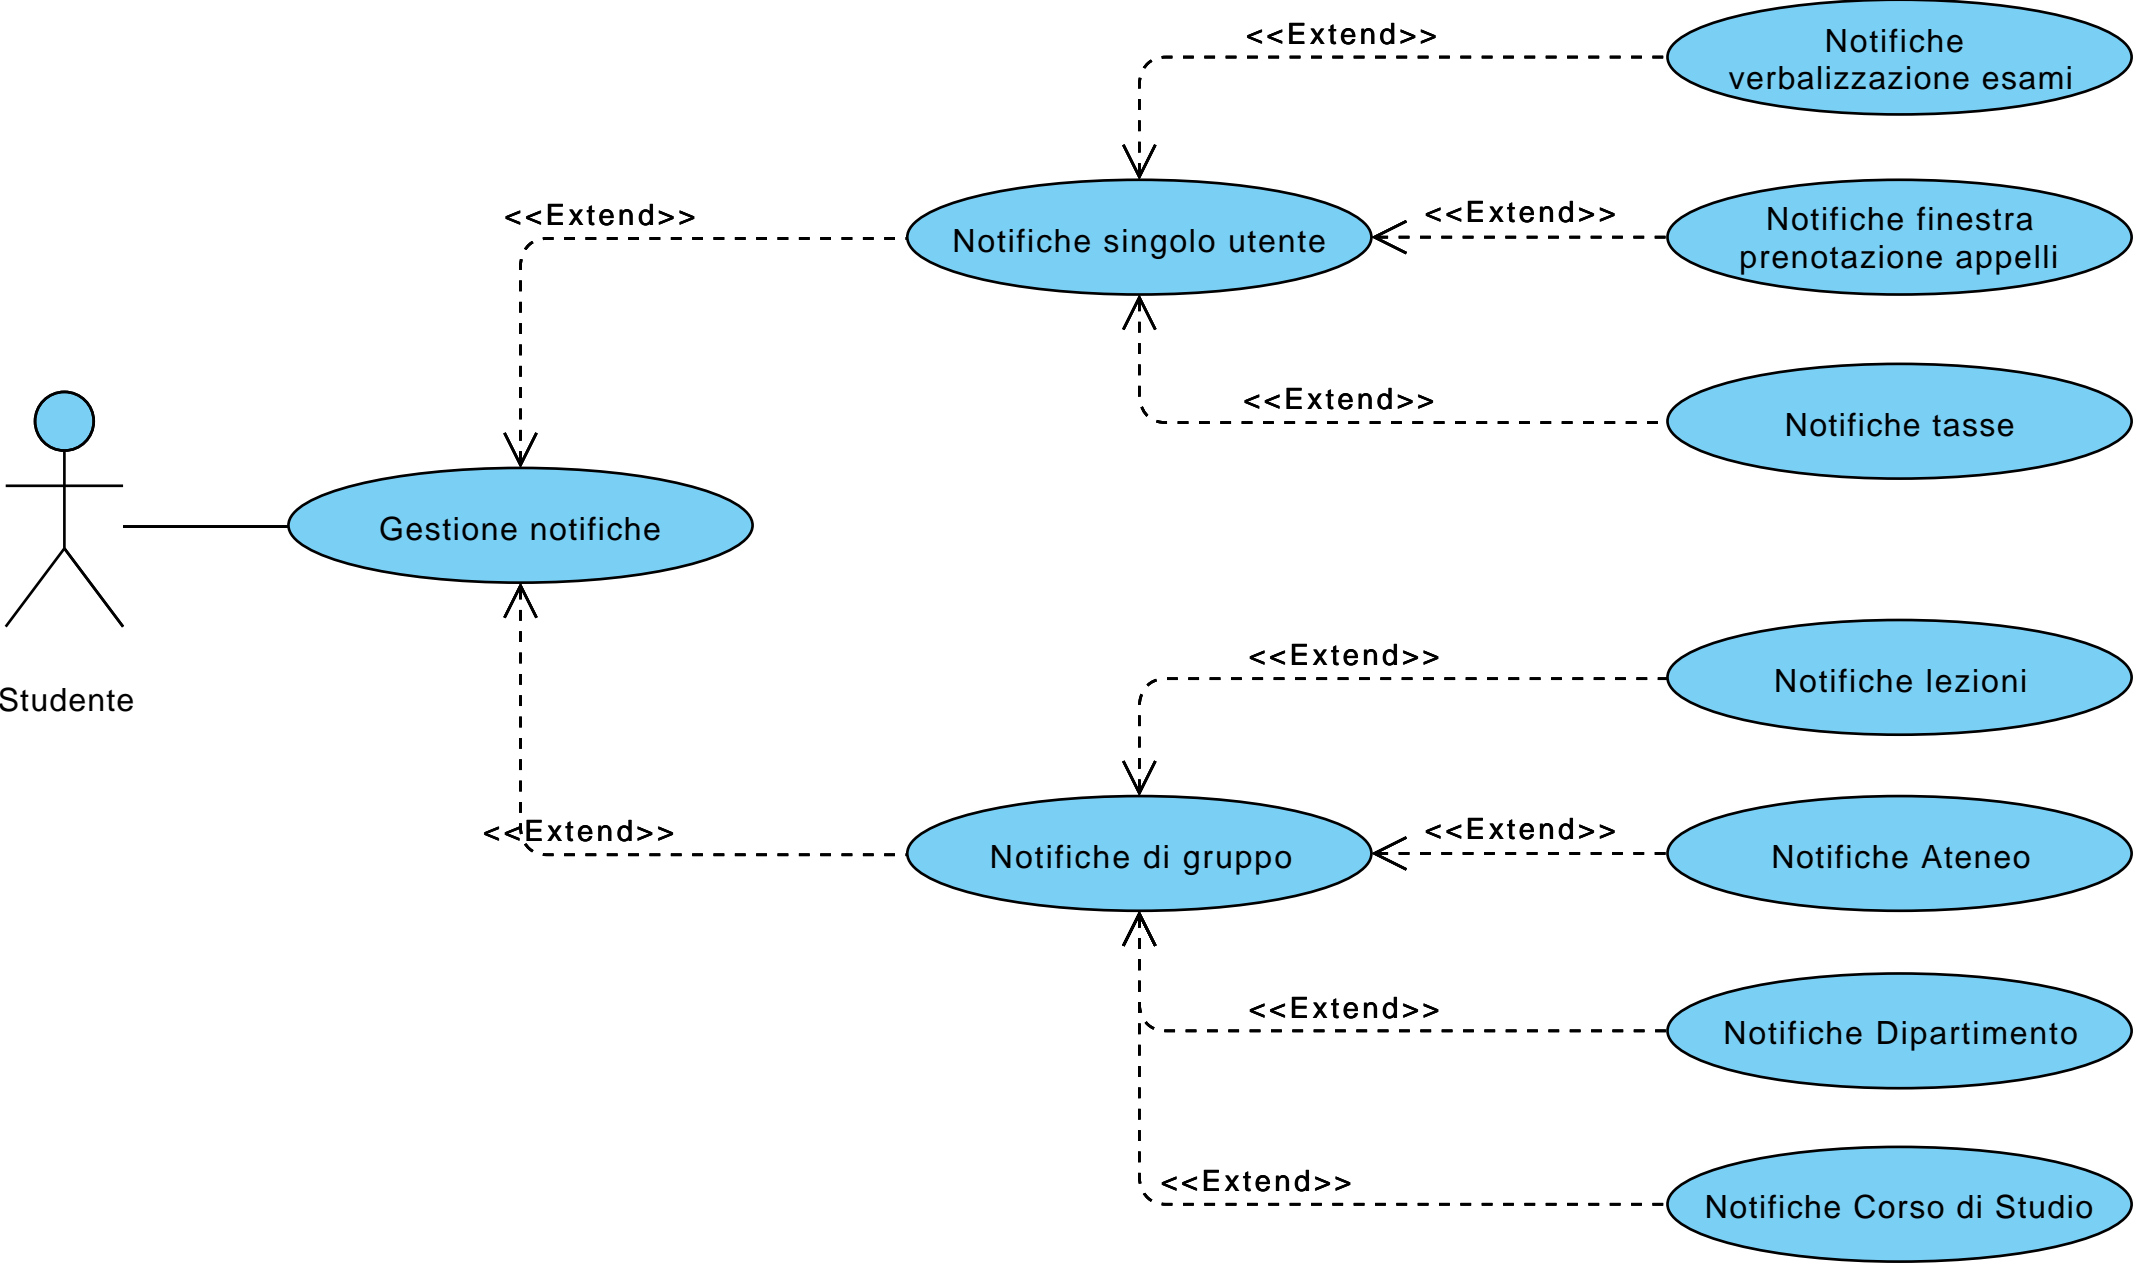 <<Extend>>
Notifiche
verbalizzazione esami
<<Extend>>
Notifiche singolo utente
<<Extend>>
Notifiche finestra
prenotazione appelli
<<Extend>>
Notifiche tasse
Gestione notifiche
Studente
<<Extend>>
Notifiche lezioni
<<Extend>>
Notifiche di gruppo
<<Extend>>
Notifiche Ateneo
<<Extend>>
Notifiche Dipartimento
<<Extend>>
Notifiche Corso di Studio